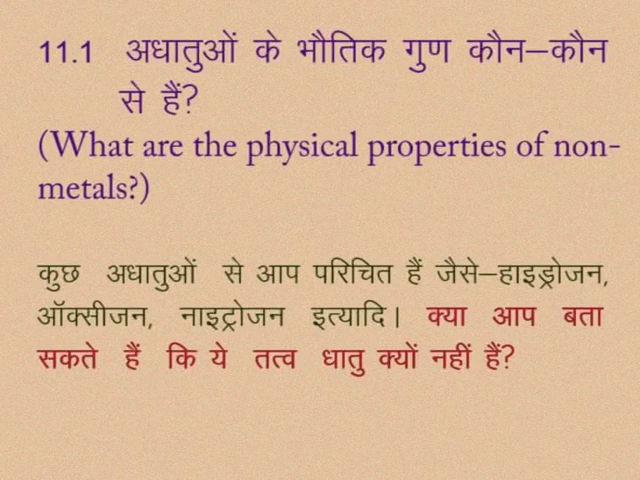 11.1 अधातुओं के भौतिक गुण कौन–कौन
से हैं?
(What are the physical properties of non-
metals?)
कुछ अधातुओं से आप परिचित हैं जैसे–हाइड्रोजन,
ऑक्सीजन, नाइट्रोजन इत्यादि। क्या आप बता
सकते हैं कि ये तत्व धातु क्यों नहीं हैं?